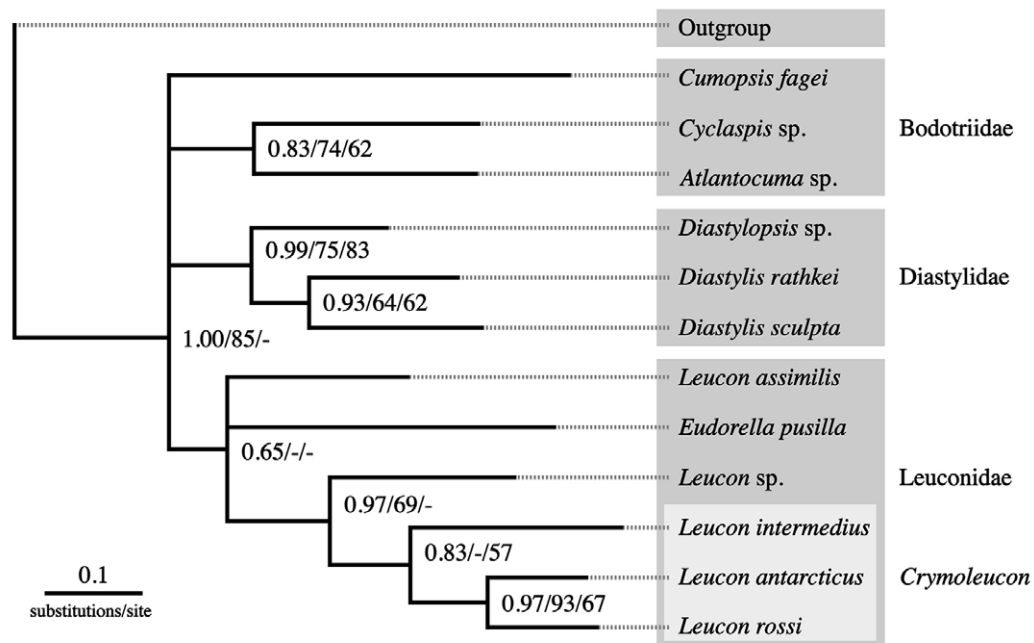 Outgroup
Cumopsis fagei
Cyclaspis sp.
Bodotriidae
0.83/74/62
Atlantocuma sp.
Diastylopsis sp.
0.99/75/83
Diastylis rathkei
Diastylidae
0.93/64/62
Diastylis sculpta
1.00/85/-
Leucon assimilis
Eudorella pusilla
0.65/-/-
Leucon sp.
Leuconidae
0.97/69/-
Leucon intermedius
0.83/-/57
0.1
Leucon antarcticus
Crymoleucon
0.97/93/67
substitutions/site
Leucon rossi